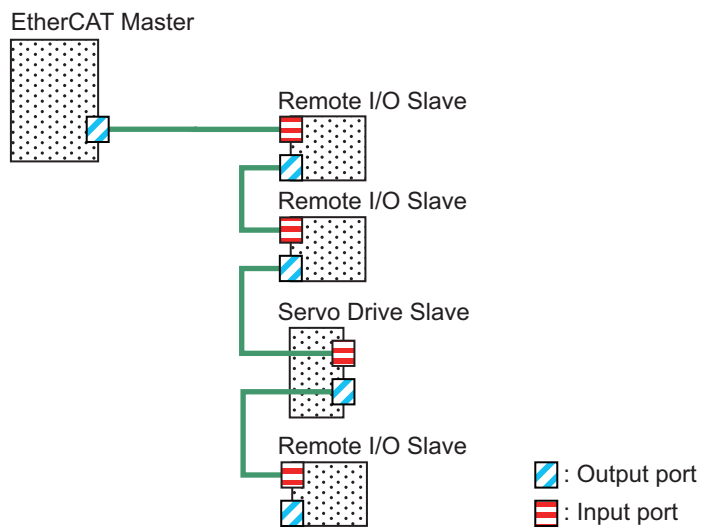 EtherCAT Master
Remote I/O Slave
Remote I/O Slave
Servo Drive Slave
Remote I/O Slave
: Output port
: Input port